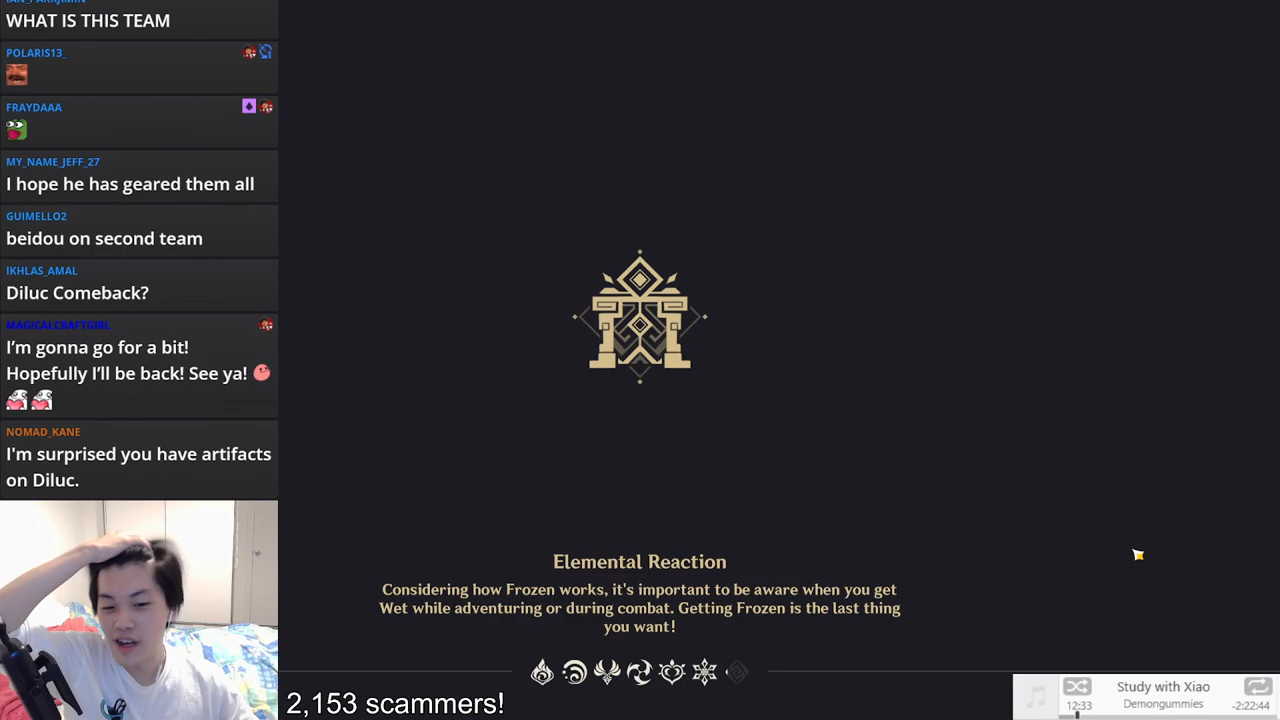 WHAT IS THIS TEAM
POLARIS13_
FRAYDAAA
MY_NAME_JEFF_27
I hope he has geared them all
GUIMELLO2
beidou on second team
IKHLAS_AMAL
Diluc Comeback?
MAGICALCRAFTGIRL
I'm gonna go for a bit!
Hopefully I'll be back! See ya!
NOMAD_KANE
I'm surprised you have artifacts
on Diluc.
Elemental Reaction
Considering how Frozen works, it's important to be aware when you get
Wet while adventuring or during combat. Getting Frozen is the last thing
you want!
2,153 scammers!
Study with Xiao
Demongummies
12:33
-2:22:44